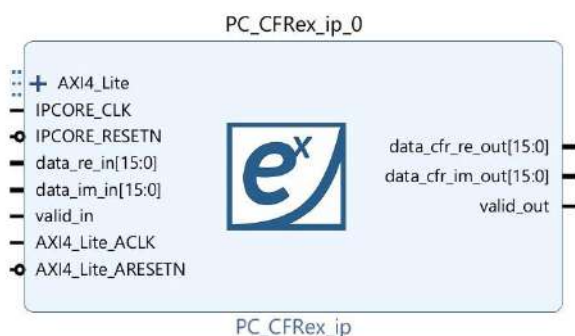 PC_CFRex_ip_0
AXI4_Lite
IPCORE_CLK
IPCORE_RESETN
data_re_in[15:0]
data_im_in[15:0]
valid_in
AXI4_Lite_ACLK
AXI4_Lite_ARESETN
ex
data_cfr_re_out[15:0]
data_cfr_im_out[15:0]
valid_out
PC_CFRex_ip